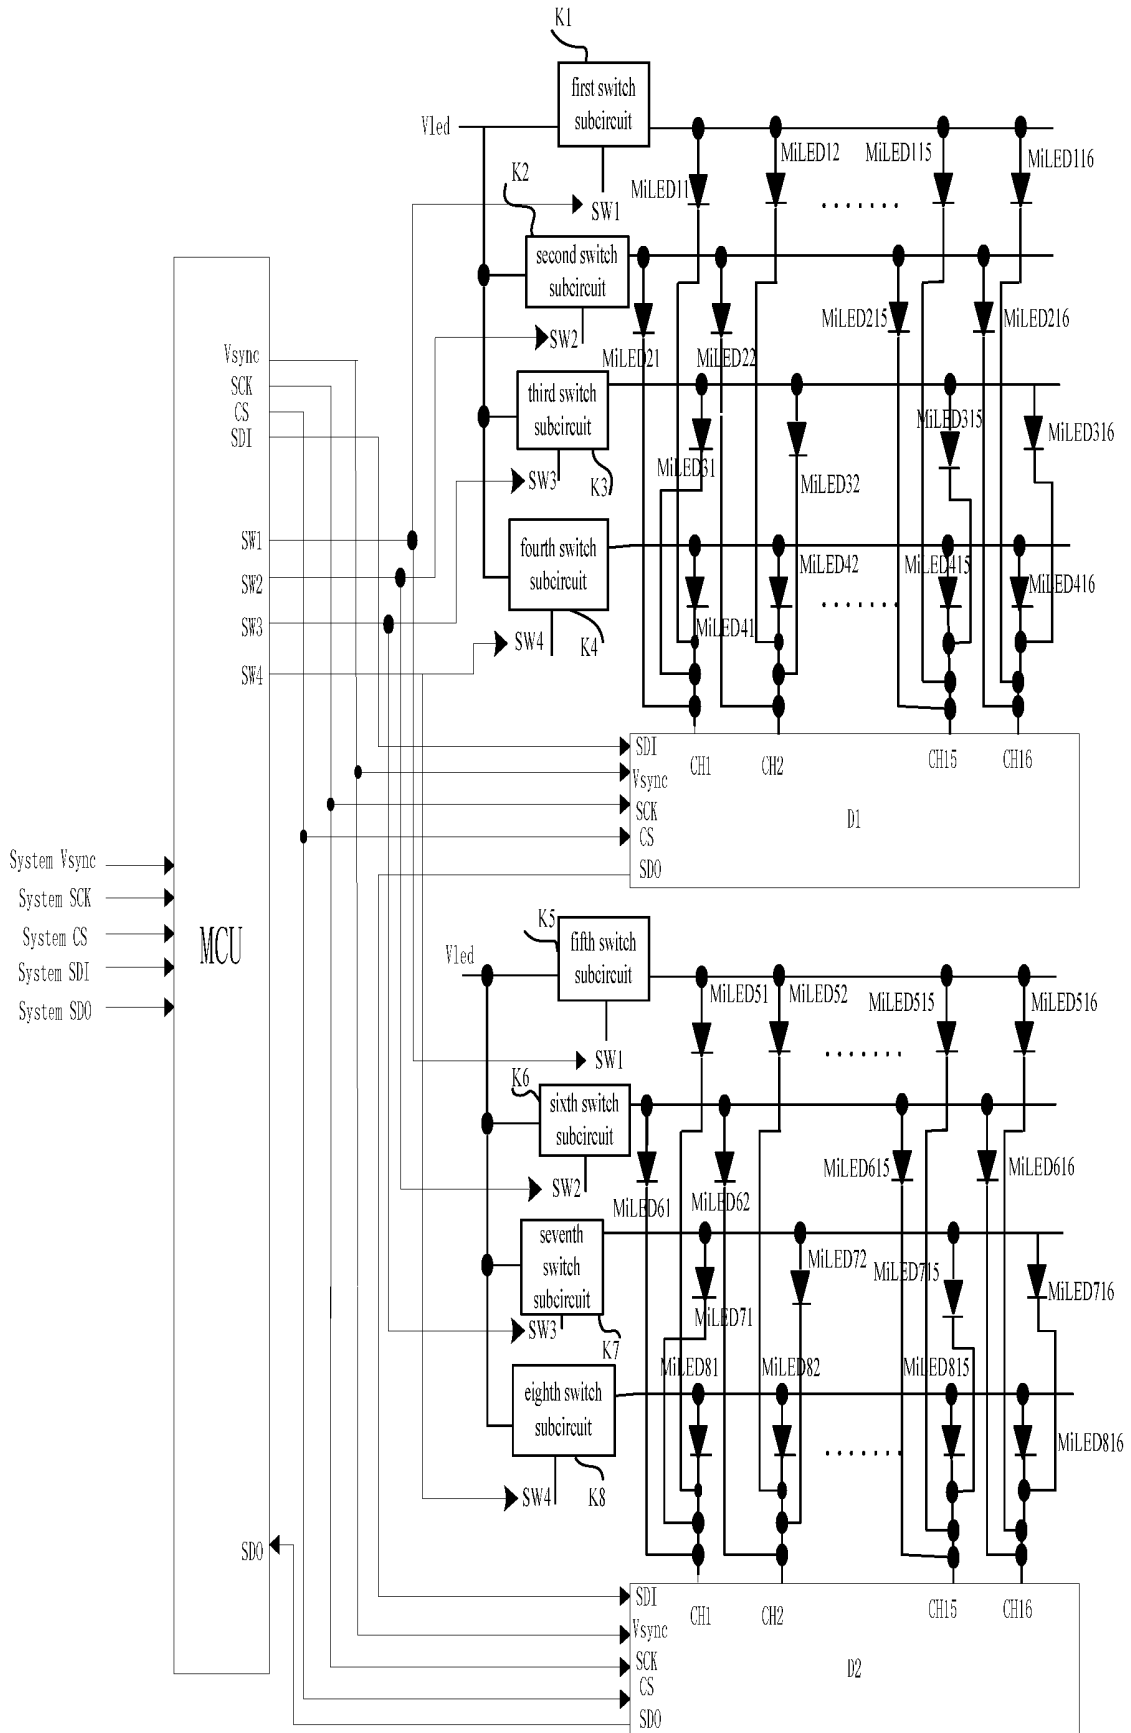 K1
first switch
subcircuit
Vled
MiLED11
MiLED12
MiLED115
MiLED116
.......
SW1
K2
second switch
subcircuit
SW2
MiLED21
MiLED22
MiLED215
MiLED216
third switch
subcircuit
SW3
K3
MiLED31
MiLED32
MiLED315
MiLED316
fourth switch
subcircuit
SW4
K4
MiLED41
MiLED42
MiLED415
MiLED416
.......
Vsync
SCK
CS
SDI
SW1
SW2
SW3
SW4
SDI
Vsync
SCK
CS
SDO
CH1
CH2
CH15
CH16
D1
System Vsync
System SCK
System CS
System SDI
System SDO
MCU
K5
fifth switch
subcircuit
Vled
MiLED51
MiLED52
MiLED515
MiLED516
.......
SW1
K6
sixth switch
subcircuit
SW2
MiLED61
MiLED62
MiLED615
MiLED616
seventh
switch
subcircuit
SW3
K7
MiLED71
MiLED72
MiLED715
MiLED716
eighth switch
subcircuit
SW4
K8
MiLED81
MiLED82
MiLED815
MiLED816
.......
SDO
SDI
Vsync
SCK
CS
SDO
CH1
CH2
CH15
CH16
D2